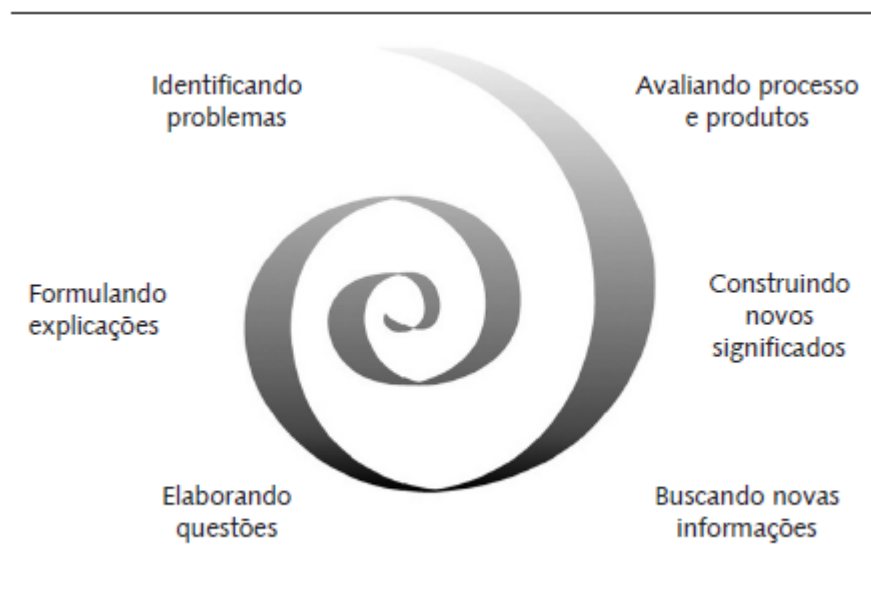 Identificando
problemas
Avaliando processo
e produtos
Formulando
explicações
Construindo
novos
significados
Elaborando
questões
Buscando novas
informações